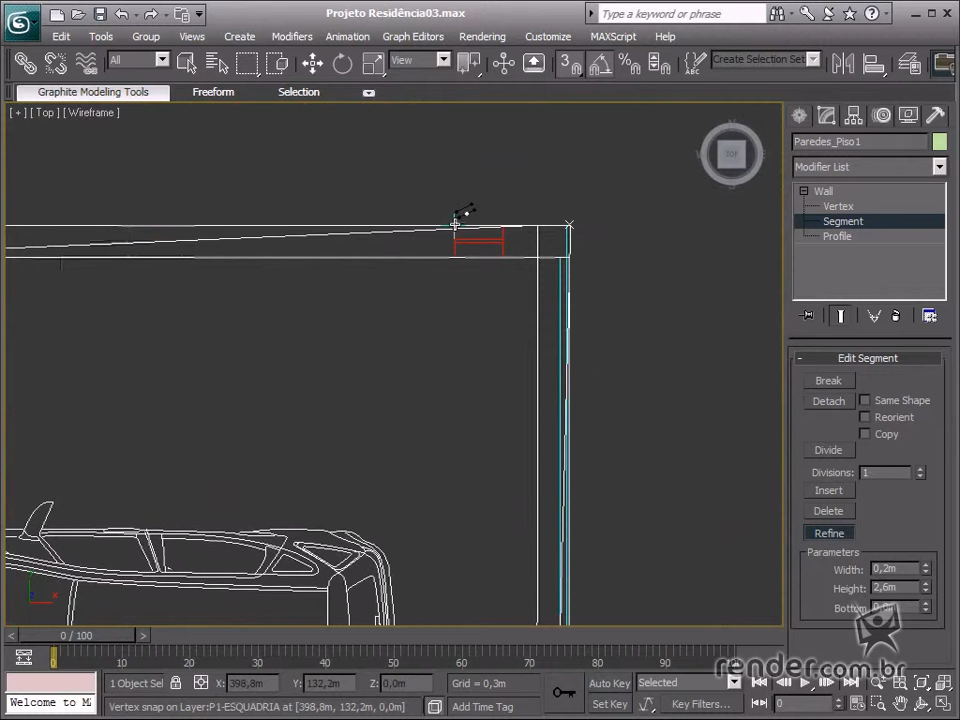 Projeto Residência03.max
Type a keyword or phrase
Edit Tools Group Views Create Modifiers Animation Graph Editors Rendering Customize MAXScript Help
All View 3 Create Selection Set
Graphite Modeling Tools Freeform Selection
[ + ] [ Top ] [ Wireframe ]
TOP
Paredes_Piso1
Modifier List
Wall
Vertex
Segment
Profile
- Edit Segment
Break
Detach Same Shape
Reorient
Copy
Divide
Divisions: 1
Insert
Delete
Refine
Parameters
Width: 0,2m
Height: 2,6m
Bottom: 0,0m
x
< 0 / 100 >
0 10 20 30 40 50 60 70 80 90
render.com.br
1 Object Sel X: 398,8m Y: 132,2m Z: 0,0m Grid = 0,3m Auto Key Selected
Welcome to M Vertex snap on Layer:P1-ESQUADRIA at [398,8m, 132,2m, 0,0m] Add Time Tag Set Key Key Filters... 0